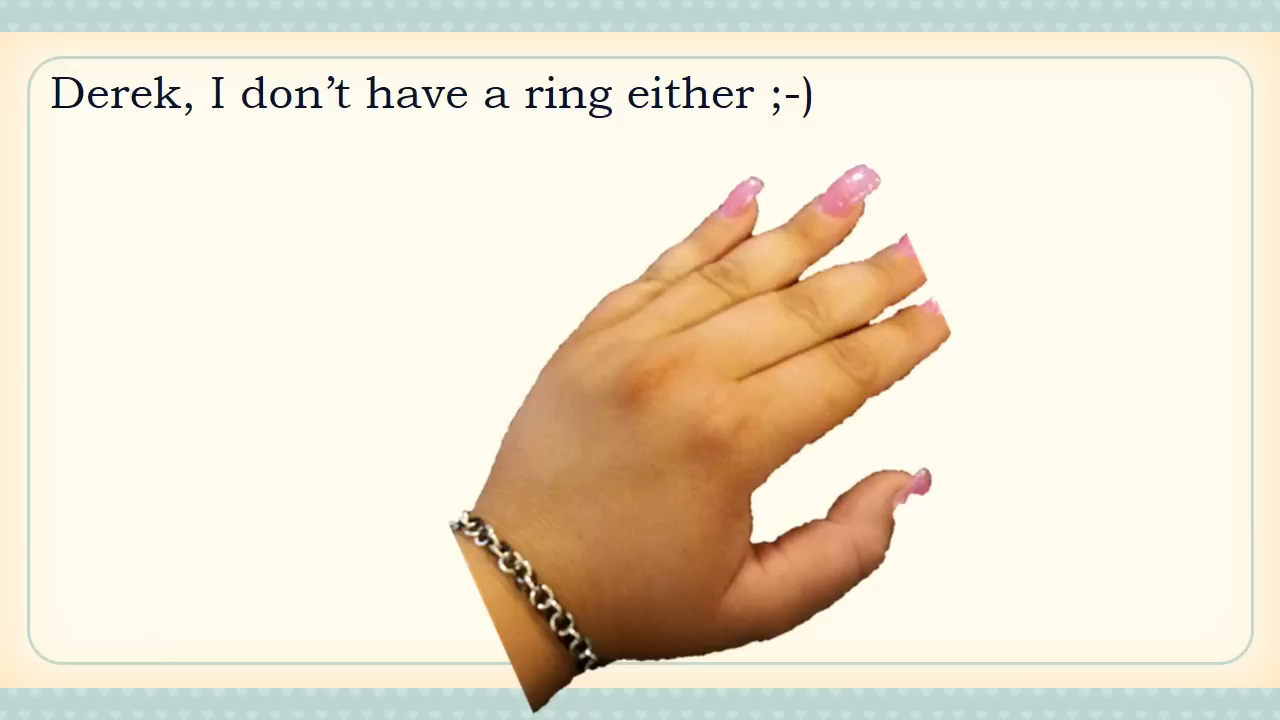 Derek, I don’t have a ring either ;-)